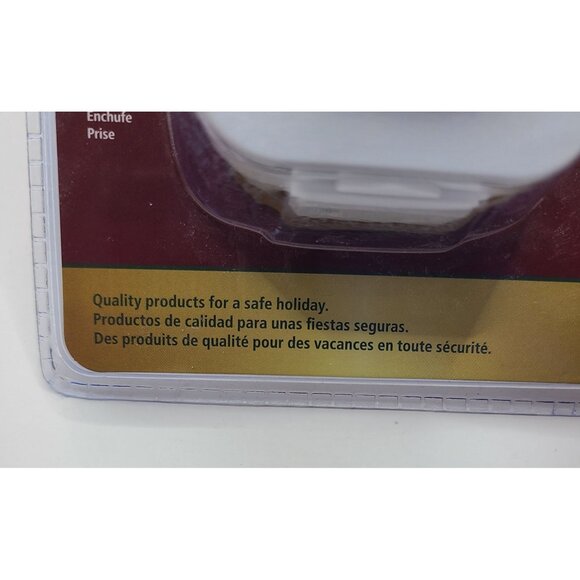 Enchufe
Prise
Quality products for a safe holiday.
Productos de calidad para unas fiestas seguras.
Des produits de qualité pour des vacances en toute sécurité.